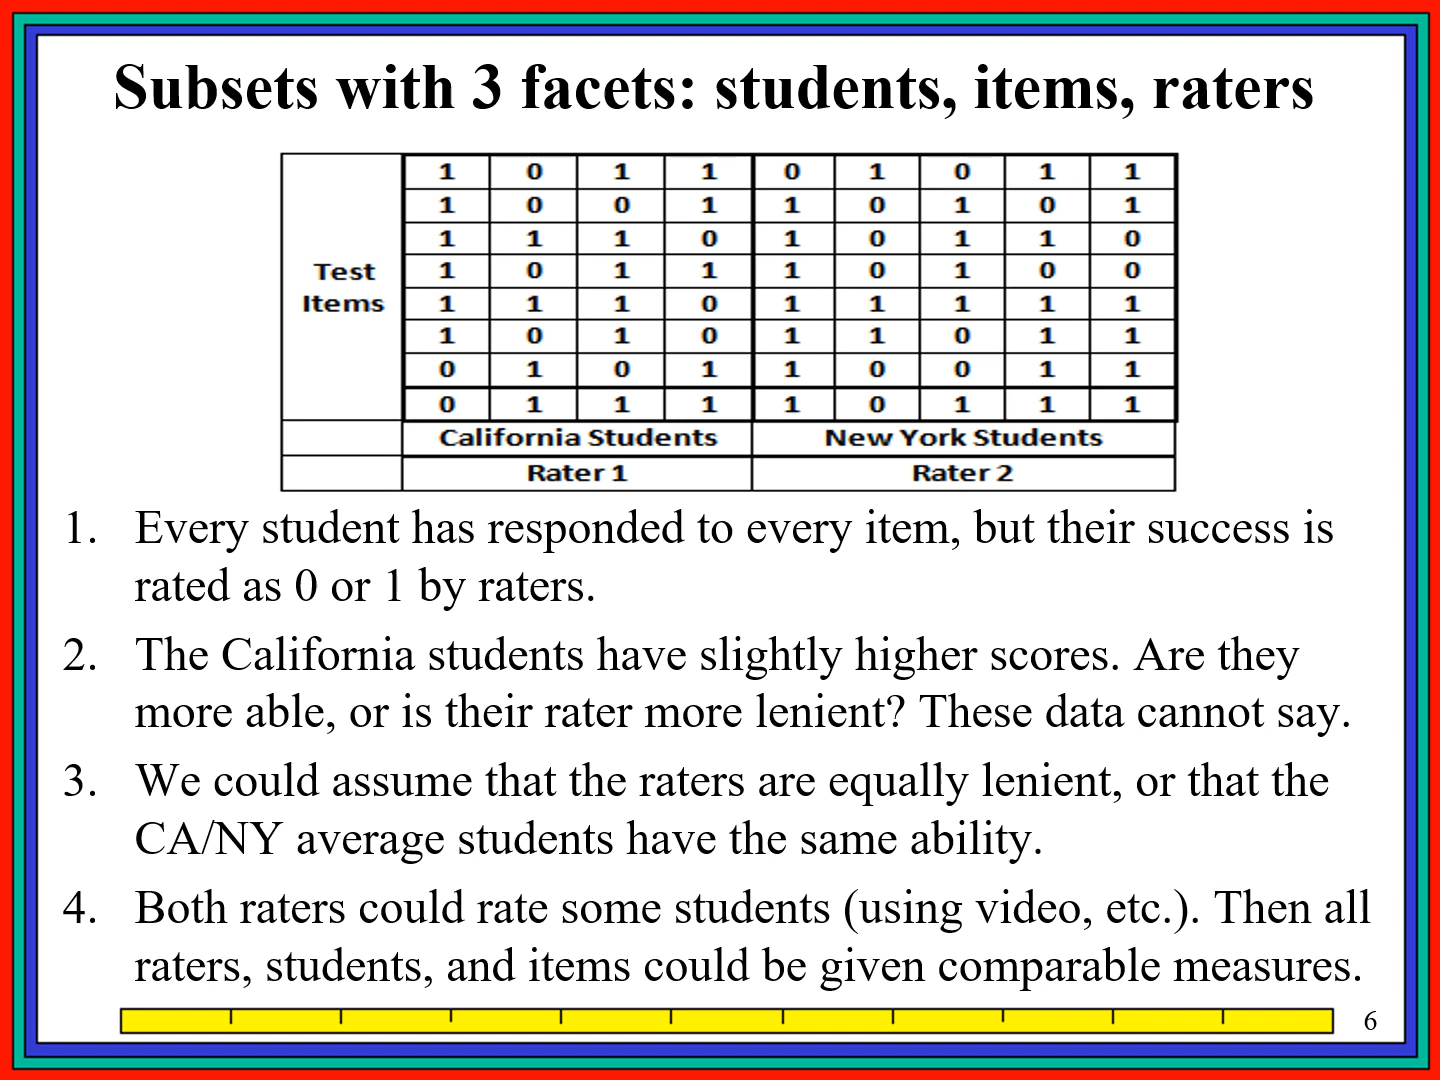 Subsets with 3 facets: students, items, raters
1 0 1 1 0 1 0 1 1
1 0 0 1 1 0 1 0 1
1 1 1 0 1 0 1 1 0
Test
1 0 1 1 1 0 1 0 0
Items
1 1 1 0 1 1 1 1 1
1 0 1 0 1 1 0 1 1
0 1 0 1 1 0 0 1 1
0 1 1 1 1 0 1 1 1
California Students New York Students
Rater 1 Rater 2
1. Every student has responded to every item, but their success is
rated as 0 or 1 by raters.
2. The California students have slightly higher scores. Are they
more able, or is their rater more lenient? These data cannot say.
3. We could assume that the raters are equally lenient, or that the
CA/NY average students have the same ability.
4. Both raters could rate some students (using video, etc.). Then all
raters, students, and items could be given comparable measures.
6